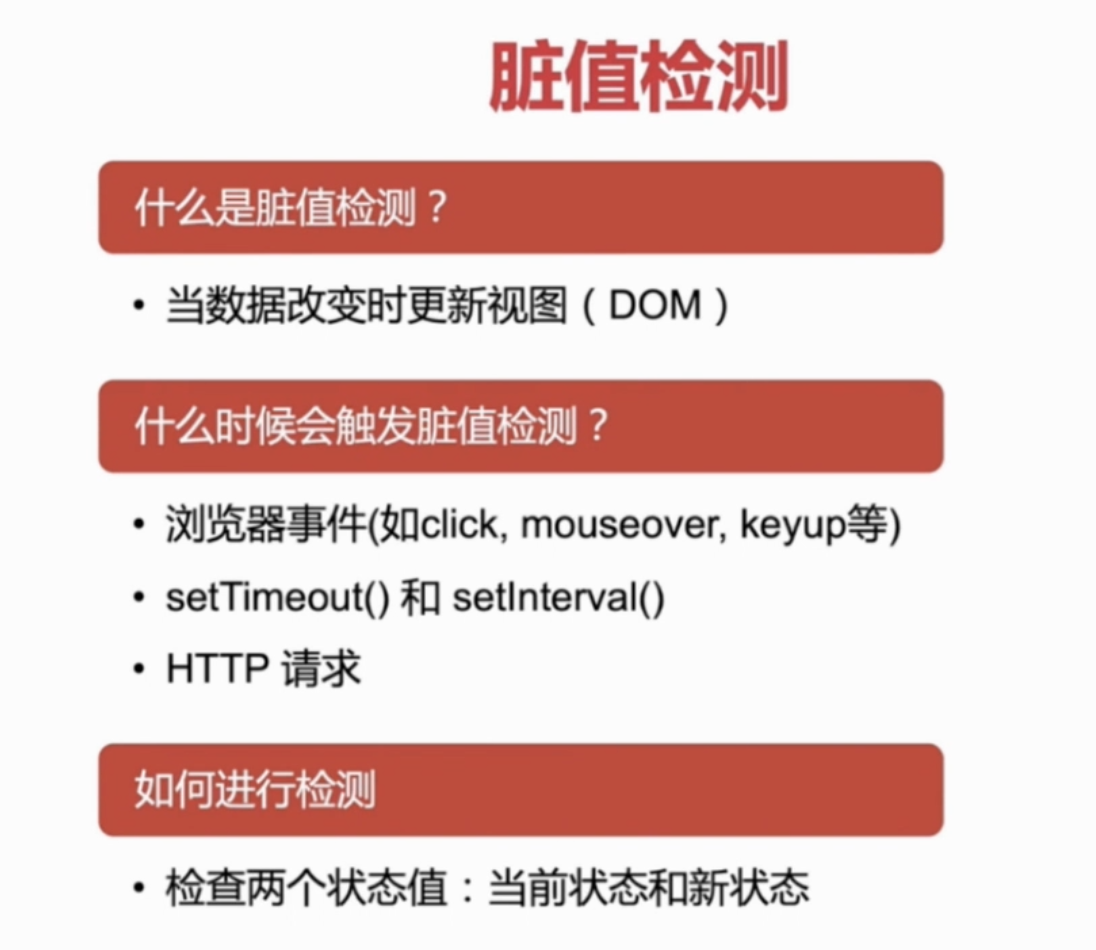 脏值检测
什么是脏值检测？
• 当数据改变时更新视图（DOM）
什么时候会触发脏值检测？
• 浏览器事件(如click, mouseover, keyup等)
• setTimeout() 和 setInterval()
• HTTP 请求
如何进行检测
• 检查两个状态值：当前状态和新状态